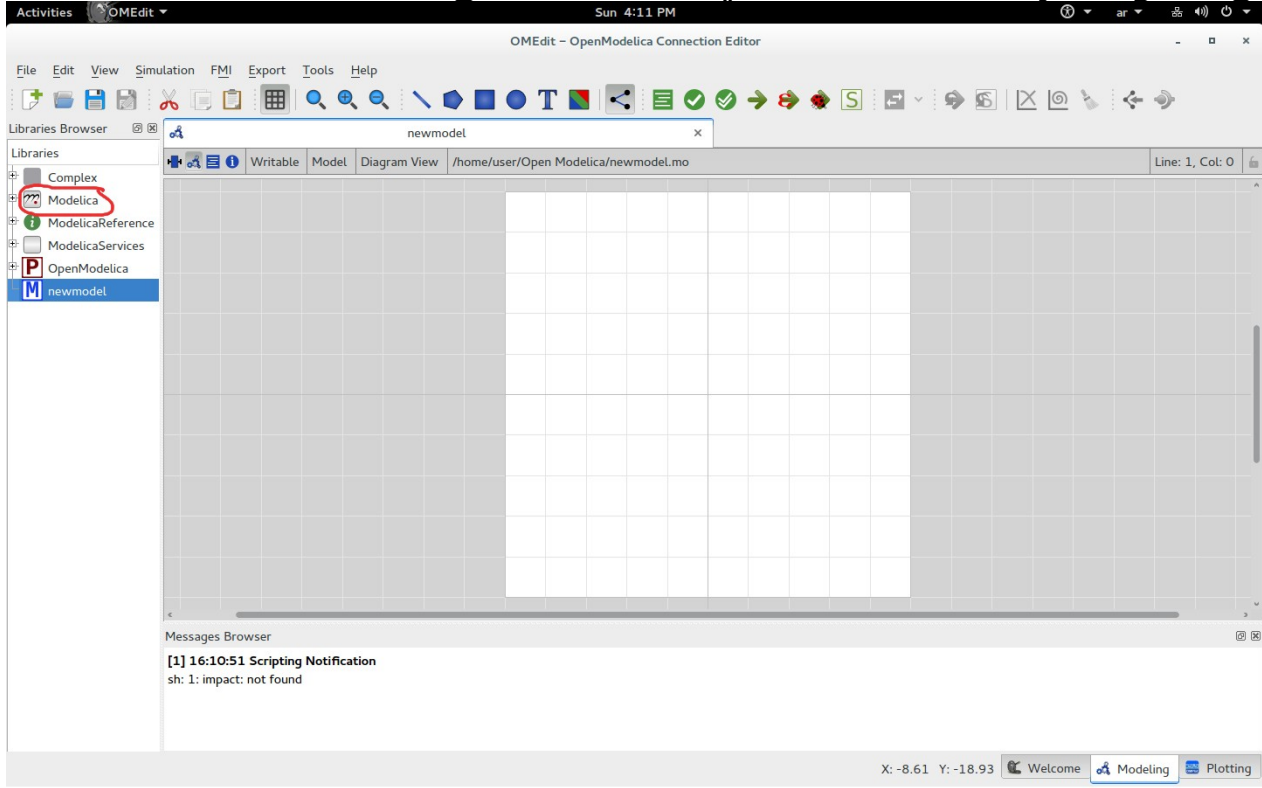 Activities OMEdit Sun 4:11 PM ar
OMEdit – OpenModelica Connection Editor
File Edit View Simulation FMI Export Tools Help
T S
Libraries Browser
newmodel
Libraries
Writable Model Diagram View /home/user/Open Modelica/newmodel.mo Line: 1, Col: 0
Complex
Modelica
ModelicaReference
ModelicaServices
P OpenModelica
M newmodel
Messages Browser
[1] 16:10:51 Scripting Notification
sh: 1: impact: not found
X: -8.61 Y: -18.93 Welcome Modeling Plotting